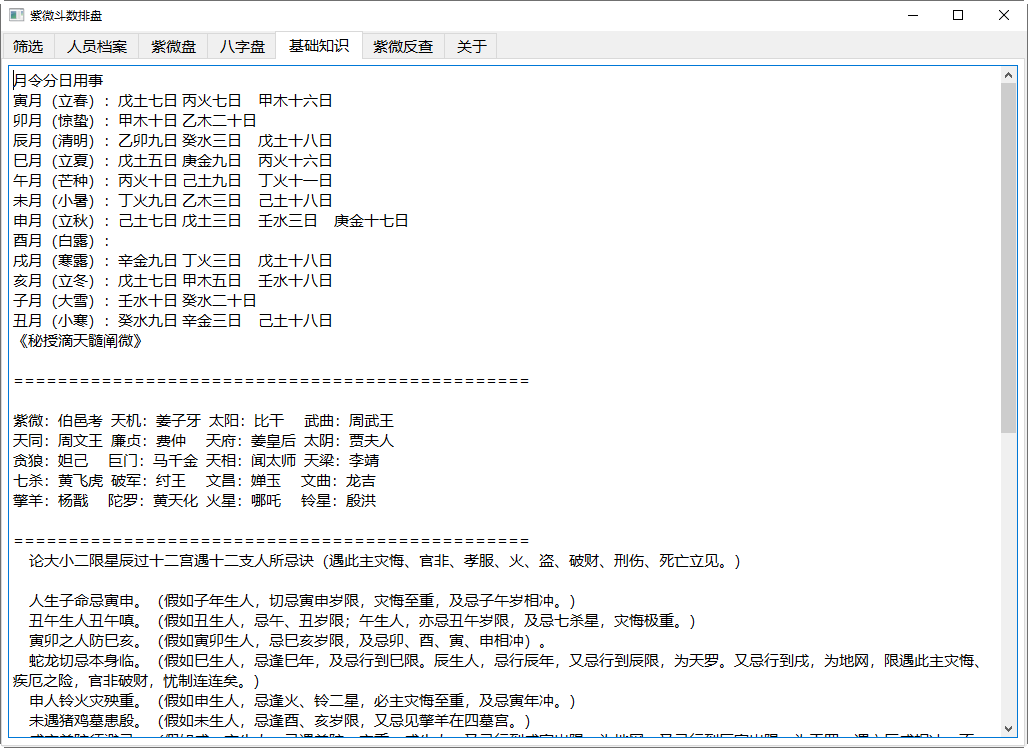 紫微斗数排盘
筛选 人员档案 紫微盘 八字盘 基础知识 紫微反查 关于
月令分日用事
寅月（立春）：戊土七日 丙火七日 甲木十六日
卯月（惊蛰）：甲木十日 乙木二十日
辰月（清明）：乙卯九日 癸水三日 戊土十八日
巳月（立夏）：戊土五日 庚金九日 丙火十六日
午月（芒种）：丙火十日 己土九日 丁火十一日
未月（小暑）：丁火九日 乙木三日 己土十八日
申月（立秋）：己土七日 戊土三日 壬水三日 庚金十七日
酉月（白露）：
戌月（寒露）：辛金九日 丁火三日 戊土十八日
亥月（立冬）：戊土七日 甲木五日 壬水十八日
子月（大雪）：壬水十日 癸水二十日
丑月（小寒）：癸水九日 辛金三日 己土十八日
《秘授滴天髓阐微》
===============================================
紫微：伯邑考 天机：姜子牙 太阳：比干 武曲：周武王
天同：周文王 廉贞：费仲 天府：姜皇后 太阴：贾夫人
贪狼：妲己 巨门：马千金 天相：闻太师 天梁：李靖
七杀：黄飞虎 破军：纣王 文昌：婵玉 文曲：龙吉
擎羊：杨戬 陀罗：黄天化 火星：哪吒 铃星：殷洪
===============================================
论大小二限星辰过十二宫遇十二支人所忌诀（遇此主灾悔、官非、孝服、火、盗、破财、刑伤、死亡立见。）
人生子命忌寅申。（假如子年生人，切忌寅申岁限，灾悔至重，及忌子午岁相冲。）
丑午生人丑午嗔。（假如丑生人，忌午、丑岁限；午生人，亦忌丑午岁限，及忌七杀星，灾悔极重。）
寅卯之人防巳亥。（假如寅卯生人，忌巳亥岁限，及忌卯、酉、寅、申相冲）。
蛇龙切忌本身临。（假如巳生人，忌逢巳年，及忌行到巳限。辰生人，忌行辰年，又忌行到辰限，为天罗。又忌行到戌，为地网，限遇此主灾悔、
疾厄之险，官非破财，忧制连连矣。）
申人铃火灾殃重。（假如申生人，忌逢火、铃二星，必主灾悔至重，及忌寅年冲。）
未遇猪鸡墓患殷。（假如未生人，忌逢酉、亥岁限，又忌见擎羊在四墓宫。）